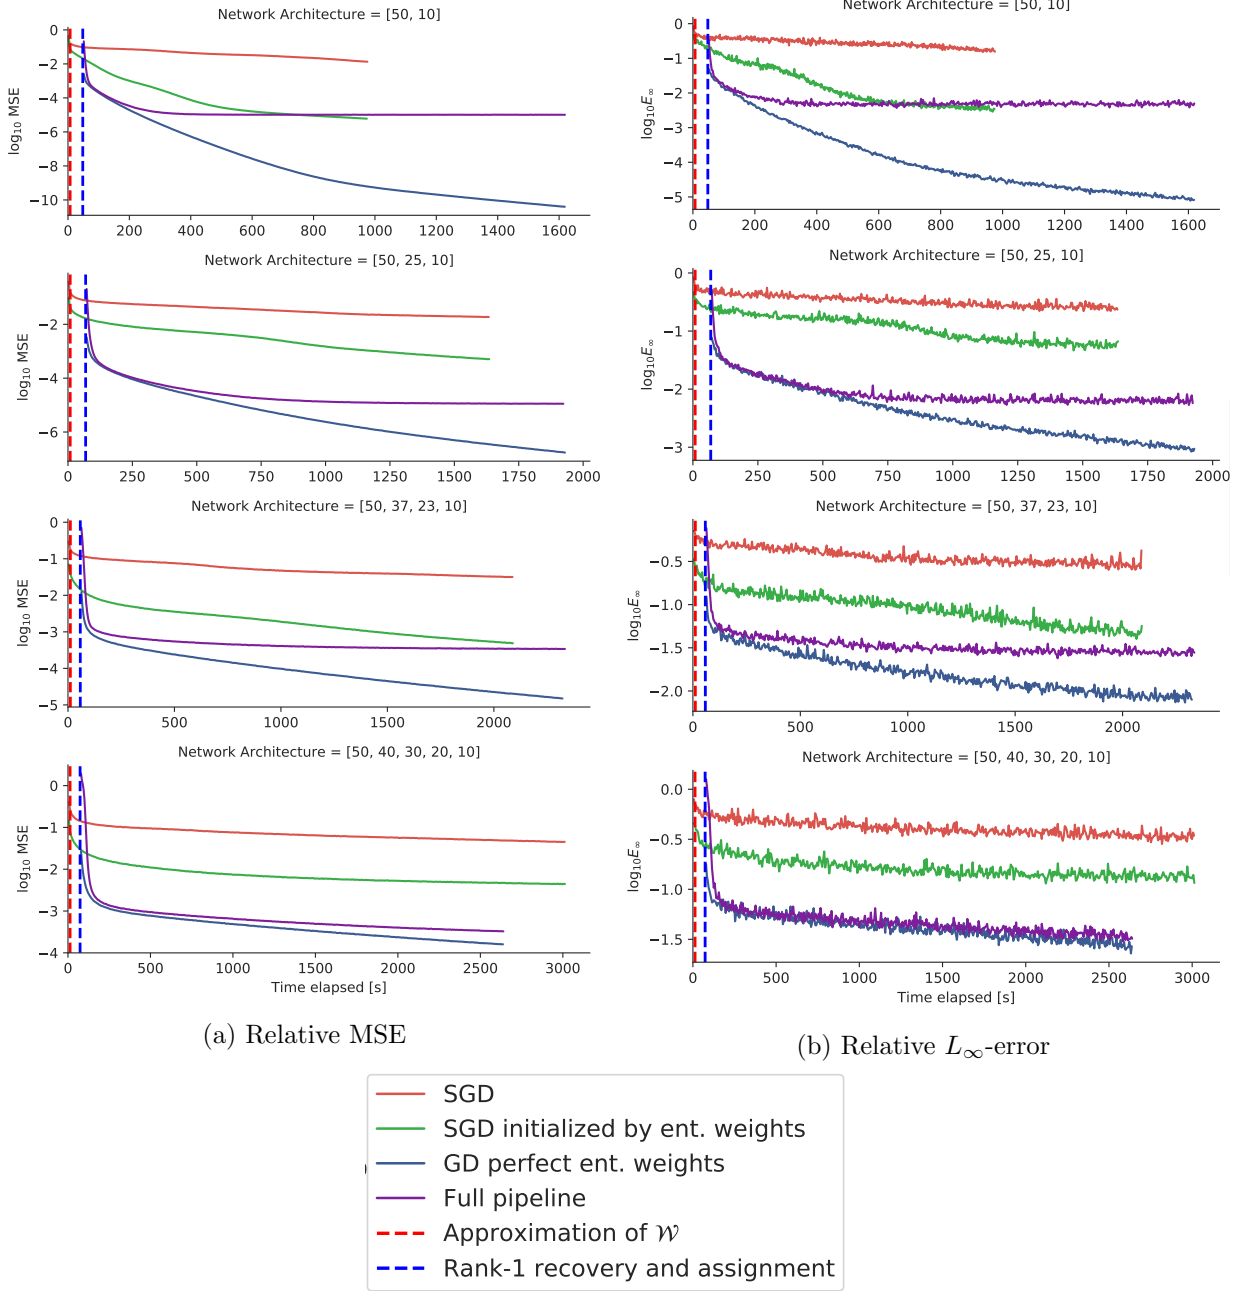 Network Architecture = [50, 10]
log₁₀ MSE
0
−2
−4
−6
−8
−10
0 200 400 600 800 1000 1200 1400 1600
Network Architecture = [50, 25, 10]
log₁₀ MSE
−2
−4
−6
0 250 500 750 1000 1250 1500 1750 2000
Network Architecture = [50, 37, 23, 10]
log₁₀ MSE
0
−1
−2
−3
−4
−5
0 500 1000 1500 2000
Network Architecture = [50, 40, 30, 20, 10]
log₁₀ MSE
0
−1
−2
−3
−4
0 500 1000 1500 2000 2500 3000
Time elapsed [s]
(a) Relative MSE
Network Architecture = [50, 10]
log₁₀E∞
0
−1
−2
−3
−4
−5
0 200 400 600 800 1000 1200 1400 1600
Network Architecture = [50, 25, 10]
log₁₀E∞
0
−1
−2
−3
0 250 500 750 1000 1250 1500 1750 2000
Network Architecture = [50, 37, 23, 10]
log₁₀E∞
−0.5
−1.0
−1.5
−2.0
0 500 1000 1500 2000
Network Architecture = [50, 40, 30, 20, 10]
log₁₀E∞
0.0
−0.5
−1.0
−1.5
0 500 1000 1500 2000 2500 3000
Time elapsed [s]
(b) Relative L∞-error
SGD
SGD initialized by ent. weights
GD perfect ent. weights
Full pipeline
Approximation of 𝒲
Rank-1 recovery and assignment